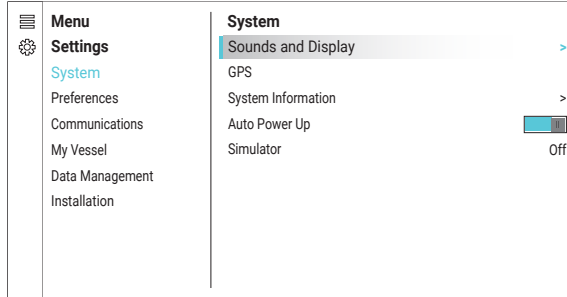 Menu
Settings
System
Preferences
Communications
My Vessel
Data Management
Installation
System
Sounds and Display >
GPS
System Information >
Auto Power Up
Simulator Off